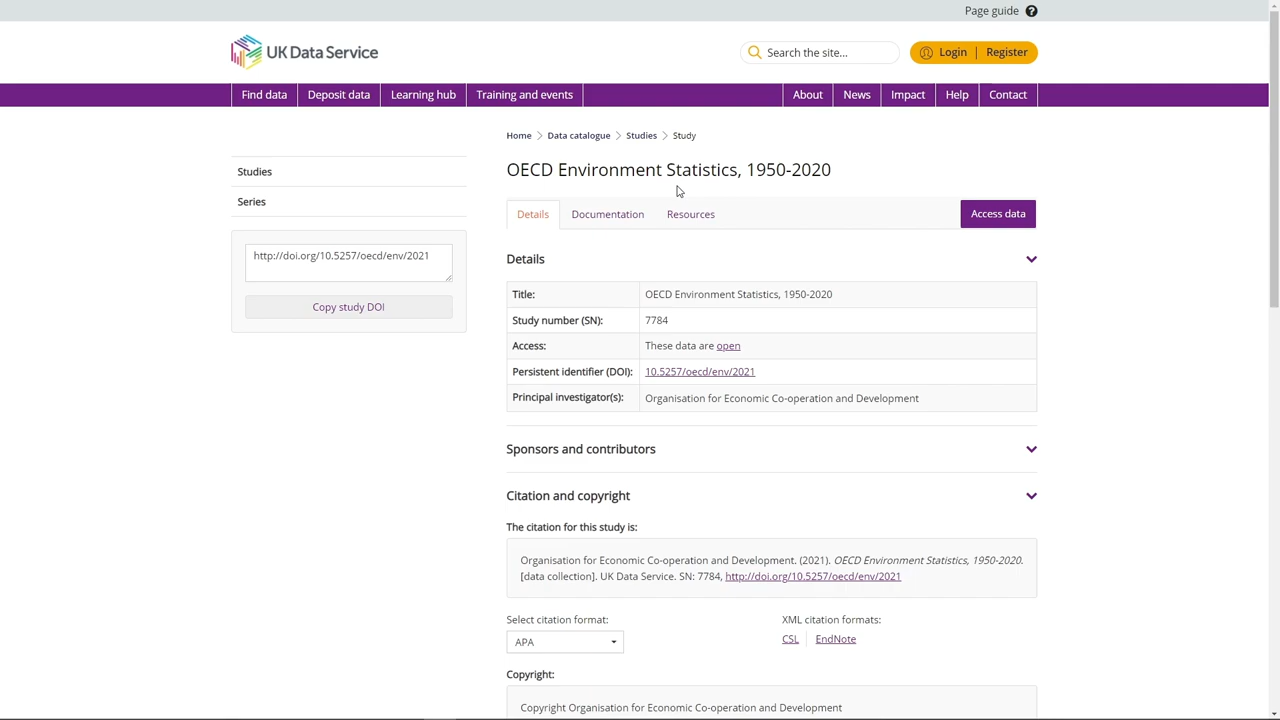 Page guide ?
UK Data Service
Search the site...
Login | Register
Find data Deposit data Learning hub Training and events About News Impact Help Contact
Home > Data catalogue > Studies > Study
Studies
Series
http://doi.org/10.5257/oecd/env/2021
Copy study DOI
OECD Environment Statistics, 1950-2020
Details Documentation Resources Access data
Details
Title: OECD Environment Statistics, 1950-2020
Study number (SN): 7784
Access: These data are open
Persistent identifier (DOI): 10.5257/oecd/env/2021
Principal investigator(s): Organisation for Economic Co-operation and Development
Sponsors and contributors
Citation and copyright
The citation for this study is:
Organisation for Economic Co-operation and Development. (2021). OECD Environment Statistics, 1950-2020.
[data collection]. UK Data Service. SN: 7784, http://doi.org/10.5257/oecd/env/2021
Select citation format: XML citation formats:
APA CSL | EndNote
Copyright:
Copyright Organisation for Economic Co-operation and Development